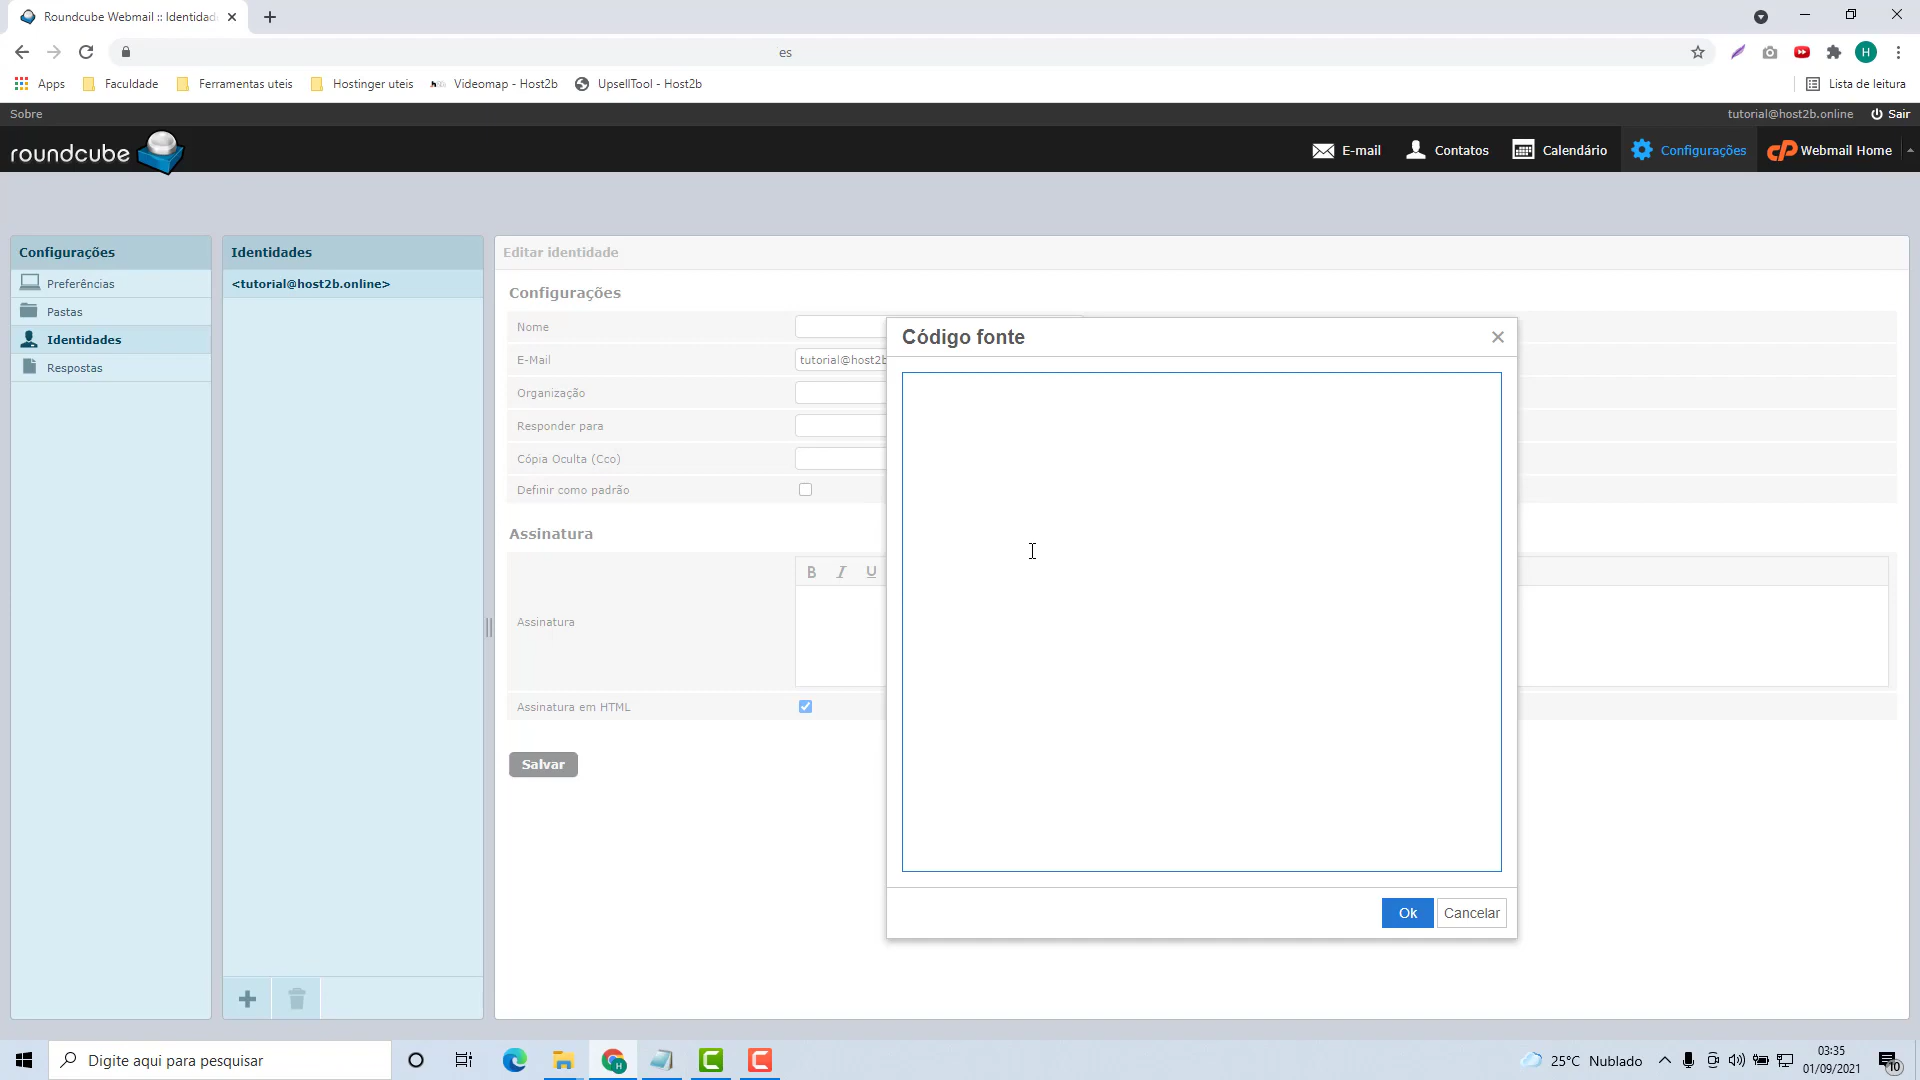 Roundcube Webmail :: Identidad
es
Apps
Faculdade
Ferramentas uteis
Hostinger uteis
Videomap - Host2b
UpsellTool - Host2b
Lista de leitura
Sobre
tutorial@host2b.online
Sair
roundcube
E-mail
Contatos
Calendário
Configurações
cP Webmail Home
Configurações
Preferências
Pastas
Identidades
Respostas
Identidades
<tutorial@host2b.online>
Editar identidade
Configurações
Nome
E-Mail
tutorial@host2b
Organização
Responder para
Cópia Oculta (Cco)
Definir como padrão
Assinatura
B I U
Assinatura
Assinatura em HTML
Salvar
Código fonte
Ok
Cancelar
Digite aqui para pesquisar
25°C Nublado
03:35
01/09/2021
10
H